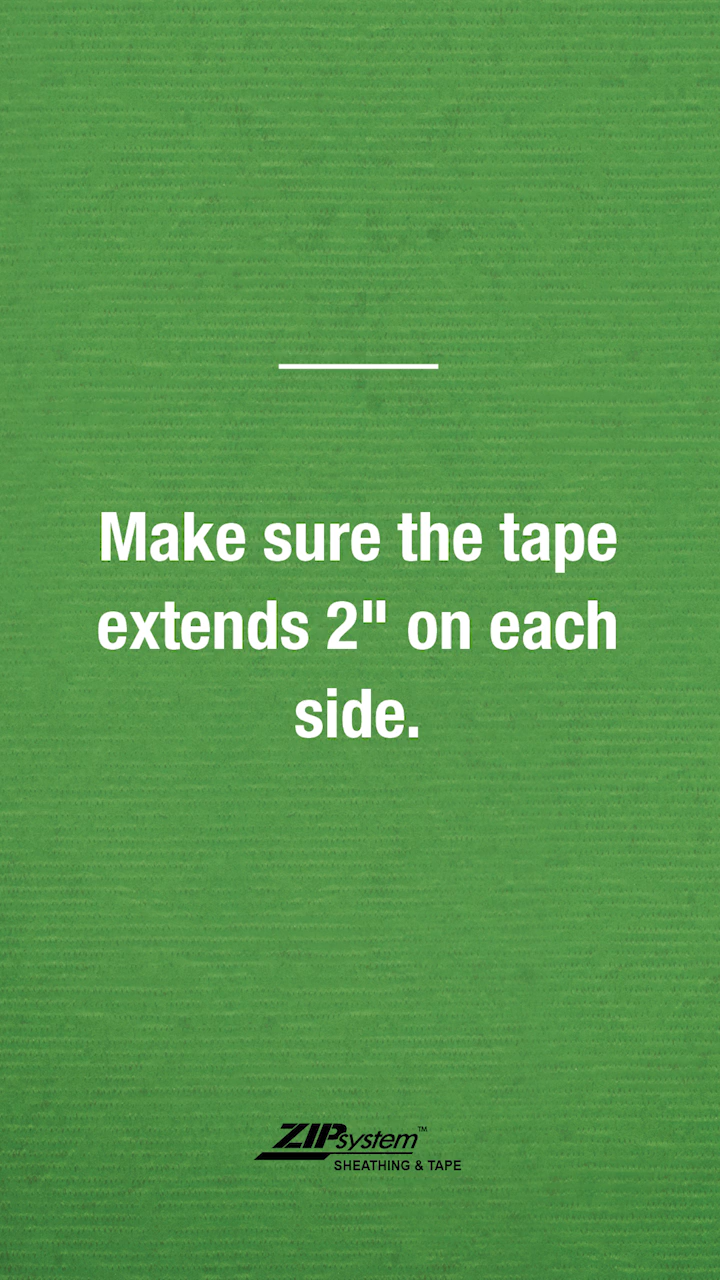 Make sure the tape
extends 2" on each
side.
ZIPsystem™
SHEATHING & TAPE